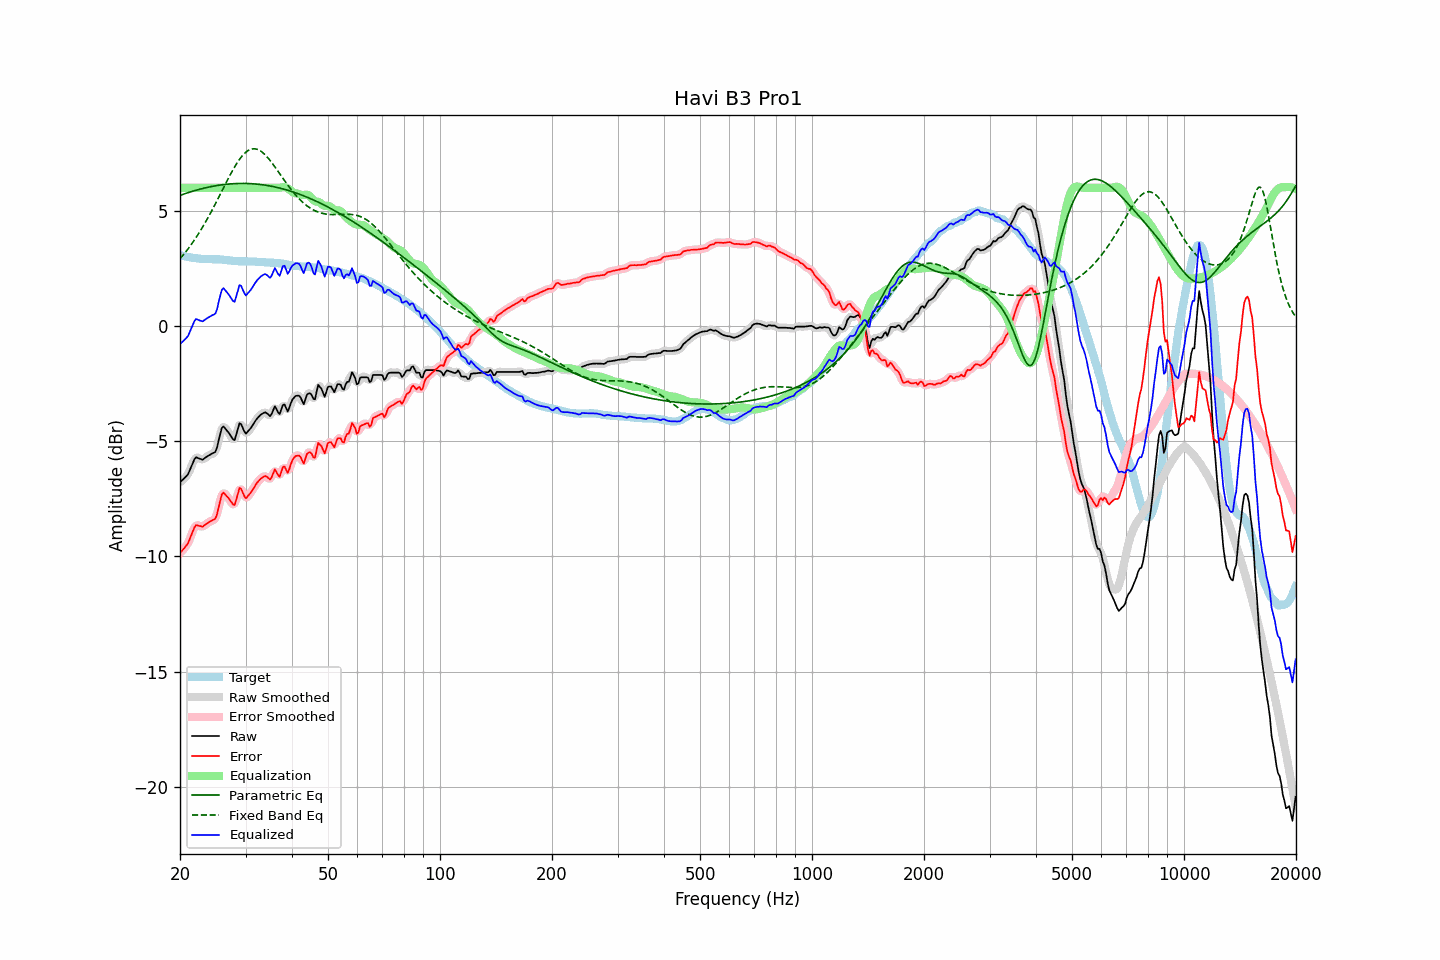 Havi B3 Pro1
Amplitude (dBr)
5
0
−5
−10
−15
−20
Target
Raw Smoothed
Error Smoothed
Raw
Error
Equalization
Parametric Eq
Fixed Band Eq
Equalized
20 50 100 200 500 1000 2000 5000 10000 20000
Frequency (Hz)